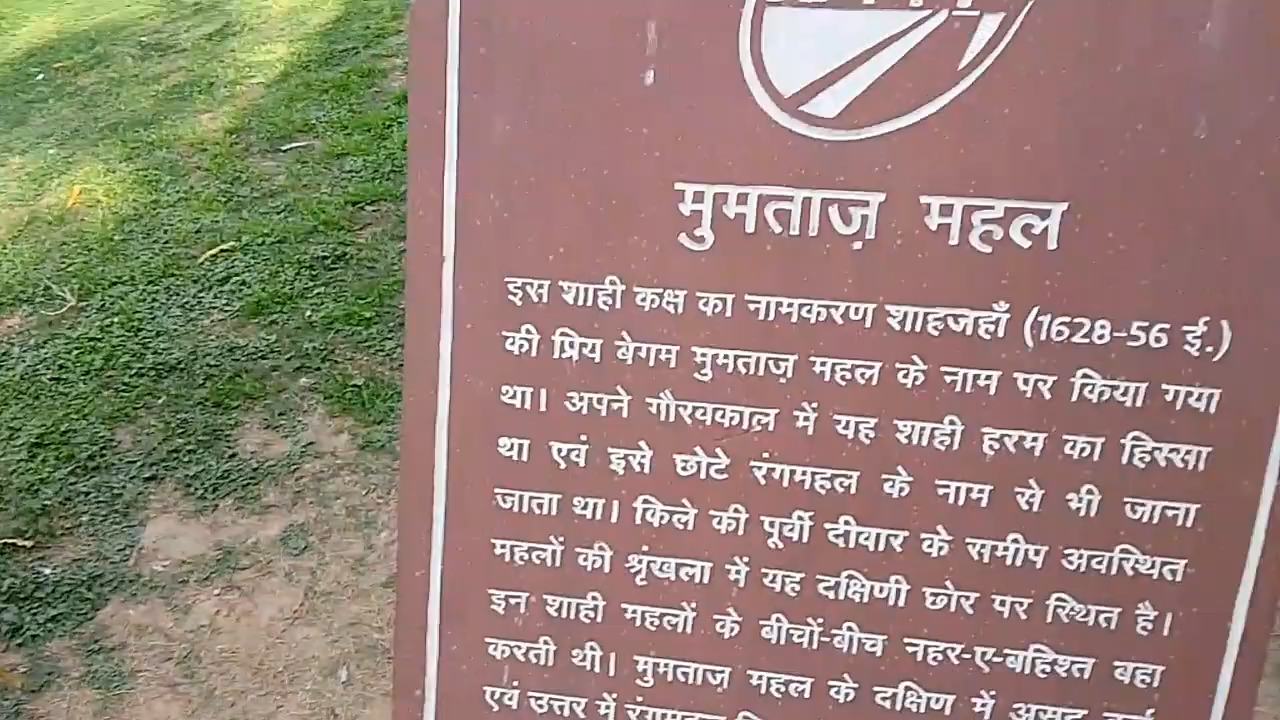 मुमताज़ महल
इस शाही कक्ष का नामकरण शाहजहाँ (1628-56 ई.)
की प्रिय बेगम मुमताज़ महल के नाम पर किया गया
था। अपने गौरवकाल में यह शाही हरम का हिस्सा
था एवं इसे छोटे रंगमहल के नाम से भी जाना
जाता था। किले की पूर्वी दीवार के समीप अवस्थित
महलों की श्रृंखला में यह दक्षिणी छोर पर स्थित है।
इन शाही महलों के बीचों-बीच नहर-ए-बहिश्त बहा
करती थी। मुमताज़ महल के दक्षिण में असद बुर्ज
एवं उत्तर में रंगमहल